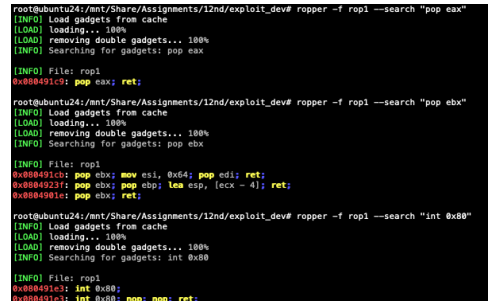 root@ubuntu24:/mnt/Share/Assignments/12nd/exploit_dev# ropper -f rop1 --search "pop eax"
[INFO] Load gadgets from cache
[LOAD] loading... 100%
[LOAD] removing double gadgets... 100%
[INFO] Searching for gadgets: pop eax
[INFO] File: rop1
0x080491c9: pop eax; ret;
root@ubuntu24:/mnt/Share/Assignments/12nd/exploit_dev# ropper -f rop1 --search "pop ebx"
[INFO] Load gadgets from cache
[LOAD] loading... 100%
[LOAD] removing double gadgets... 100%
[INFO] Searching for gadgets: pop ebx
[INFO] File: rop1
0x080491cb: pop ebx; mov esi, 0x64; pop edi; ret;
0x0804923f: pop ebx; pop ebp; lea esp, [ecx - 4]; ret;
0x0804901e: pop ebx; ret;
root@ubuntu24:/mnt/Share/Assignments/12nd/exploit_dev# ropper -f rop1 --search "int 0x80"
[INFO] Load gadgets from cache
[LOAD] loading... 100%
[LOAD] removing double gadgets... 100%
[INFO] Searching for gadgets: int 0x80
[INFO] File: rop1
0x080491e3: int 0x80;
0x080491e3: int 0x80; nop; nop; ret;